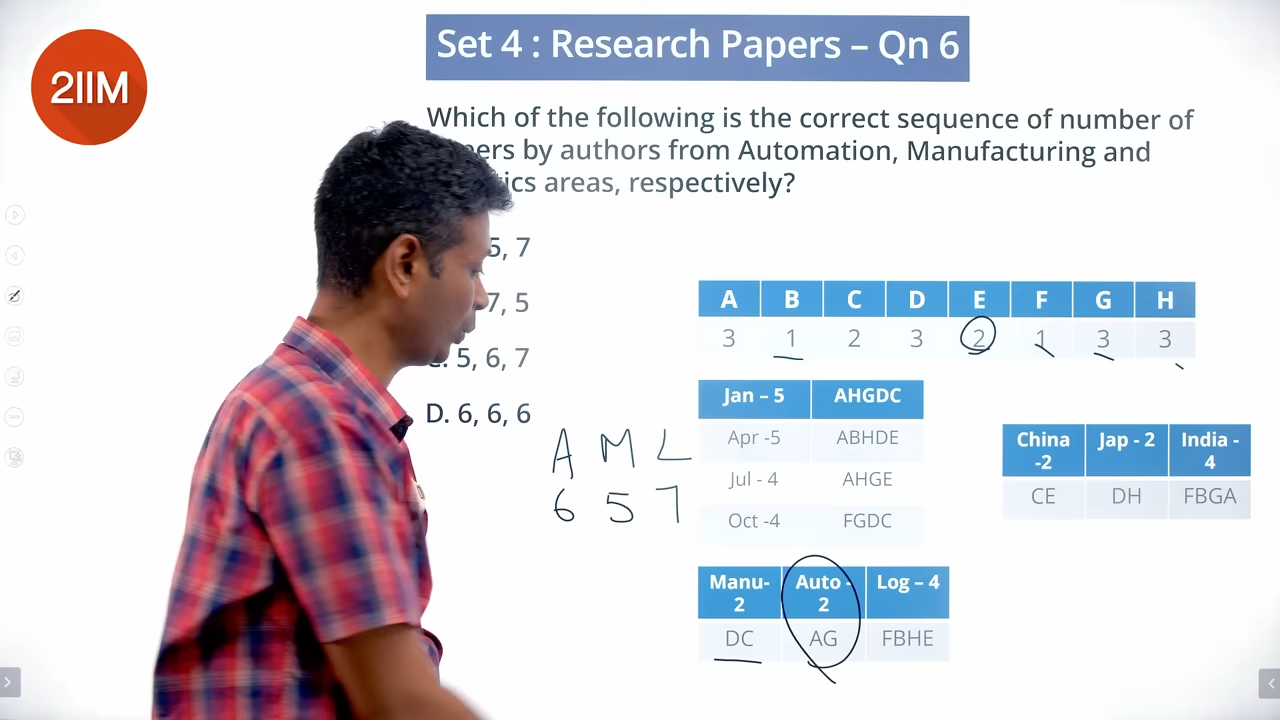 2IIM
Set 4 : Research Papers – Qn 6
Which of the following is the correct sequence of number of
by authors from Automation, Manufacturing and
areas, respectively?
5, 7
7, 5
5, 6, 7
D. 6, 6, 6
A B C D E F G H
3 1 2 3 2 1 3 3
Jan – 5 AHGDC
Apr -5 ABHDE
Jul - 4 AHGE
Oct -4 FGDC
China Jap - 2 India -
-2 4
CE DH FBGA
A M L
6 5 7
Manu- Auto - Log – 4
2 2
DC AG FBHE